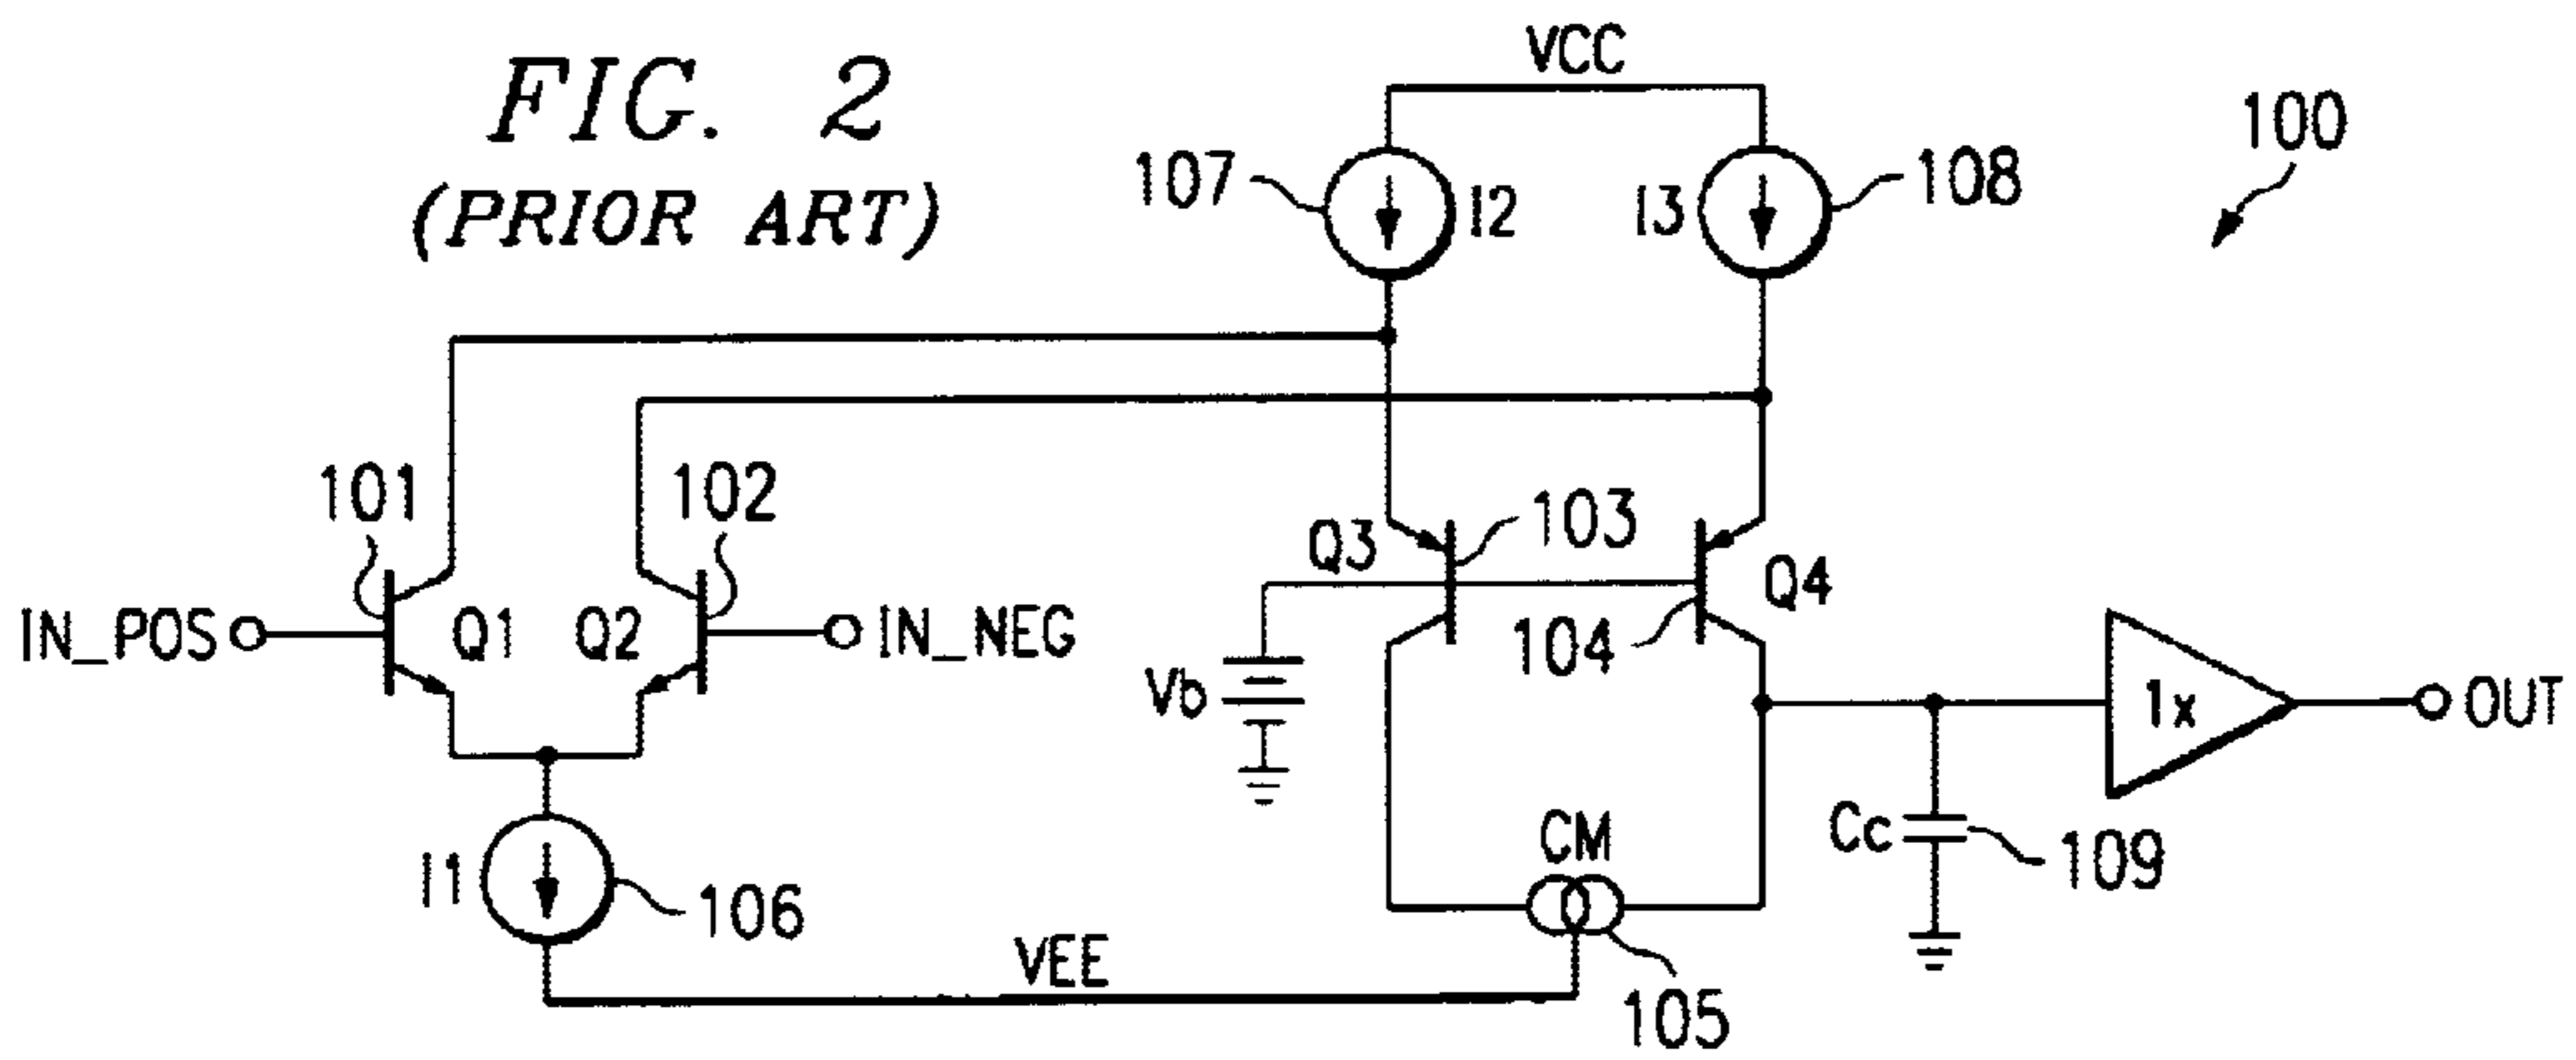 FIG. 2
(PRIOR ART)
VCC
100
107
I2
I3
108
101
102
Q3
103
Q4
104
IN_POS
Q1
Q2
IN_NEG
Vb
1x
OUT
I1
106
CM
Cc
109
VEE
105